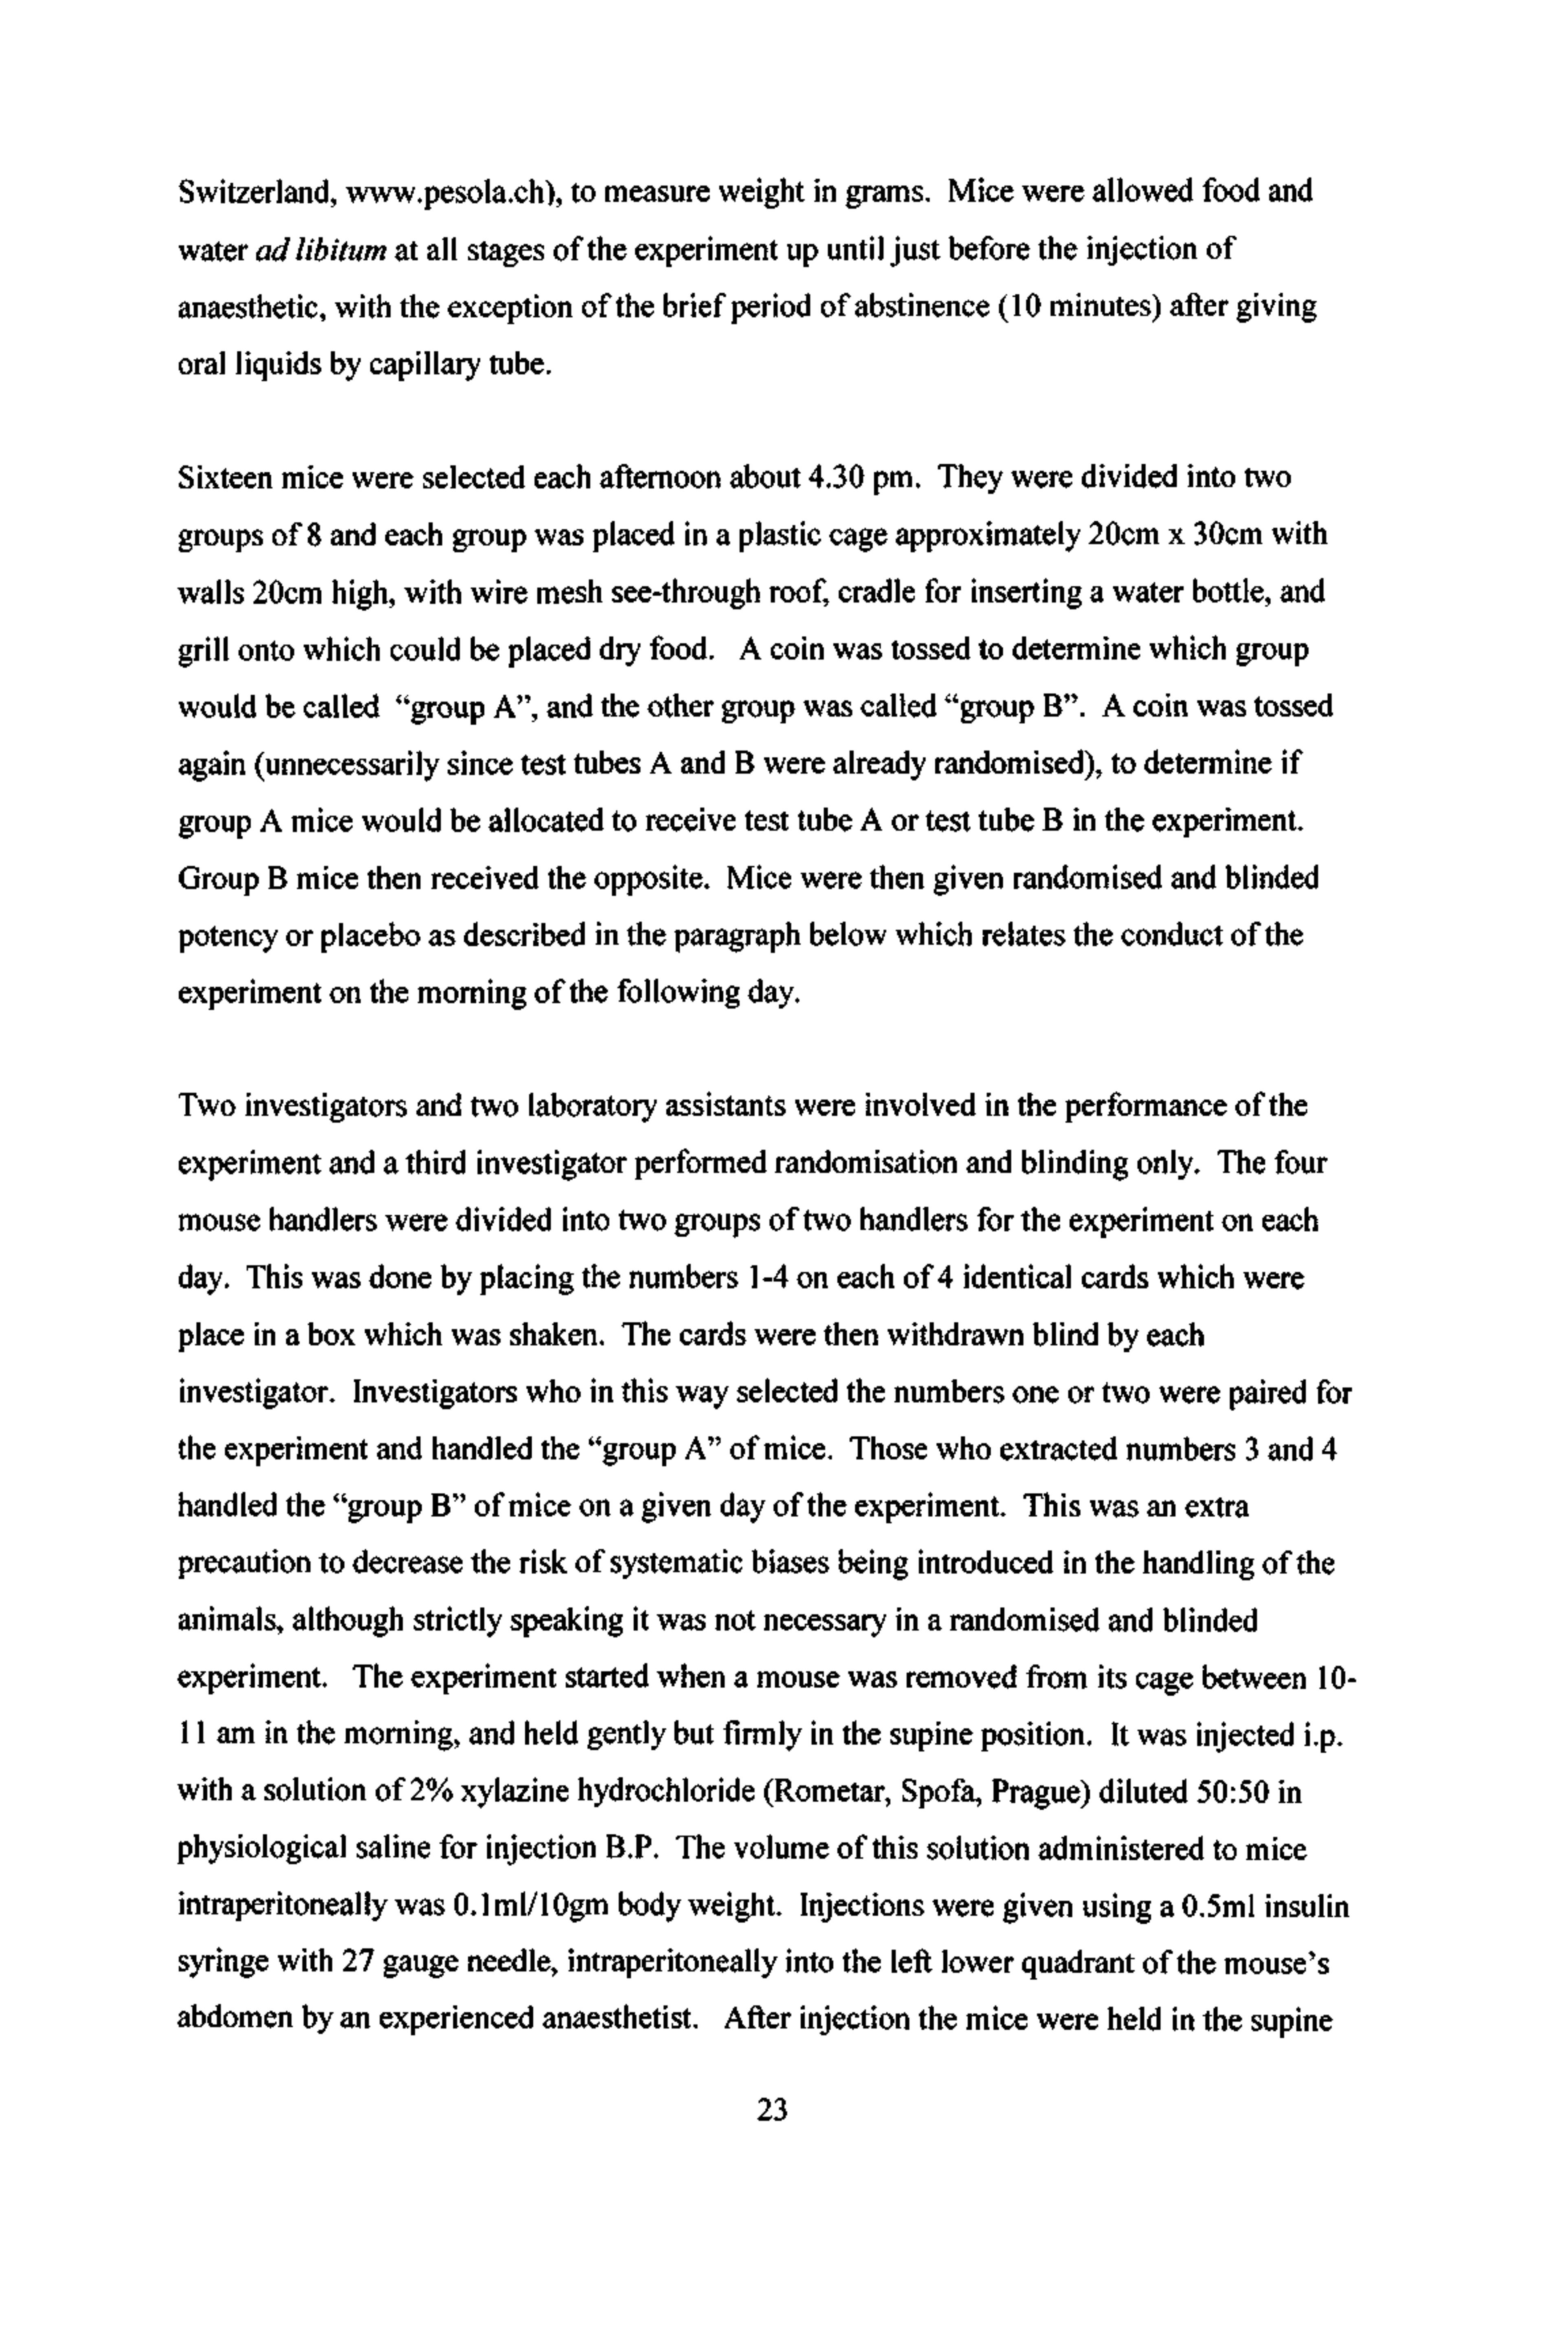 Switzerland, www.pesola.ch), to measure weight in grams. Mice were allowed food and
water ad libitum at all stages of the experiment up until just before the injection of
anaesthetic, with the exception of the brief period of abstinence (10 minutes) after giving
oral liquids by capillary tube.
Sixteen mice were selected each afternoon about 4.30 pm. They were divided into two
groups of 8 and each group was placed in a plastic cage approximately 20cm x 30cm with
walls 20cm high, with wire mesh see-through roof, cradle for inserting a water bottle, and
grill onto which could be placed dry food. A coin was tossed to determine which group
would be called “group A”, and the other group was called “group B”. A coin was tossed
again (unnecessarily since test tubes A and B were already randomised), to determine if
group A mice would be allocated to receive test tube A or test tube B in the experiment.
Group B mice then received the opposite. Mice were then given randomised and blinded
potency or placebo as described in the paragraph below which relates the conduct of the
experiment on the morning of the following day.
Two investigators and two laboratory assistants were involved in the performance of the
experiment and a third investigator performed randomisation and blinding only. The four
mouse handlers were divided into two groups of two handlers for the experiment on each
day. This was done by placing the numbers 1-4 on each of 4 identical cards which were
place in a box which was shaken. The cards were then withdrawn blind by each
investigator. Investigators who in this way selected the numbers one or two were paired for
the experiment and handled the “group A” of mice. Those who extracted numbers 3 and 4
handled the “group B” of mice on a given day of the experiment. This was an extra
precaution to decrease the risk of systematic biases being introduced in the handling of the
animals, although strictly speaking it was not necessary in a randomised and blinded
experiment. The experiment started when a mouse was removed from its cage between 10-
11 am in the morning, and held gently but firmly in the supine position. It was injected i.p.
with a solution of 2% xylazine hydrochloride (Rometar, Spofa, Prague) diluted 50:50 in
physiological saline for injection B.P. The volume of this solution administered to mice
intraperitoneally was 0.1ml/10gm body weight. Injections were given using a 0.5ml insulin
syringe with 27 gauge needle, intraperitoneally into the left lower quadrant of the mouse’s
abdomen by an experienced anaesthetist. After injection the mice were held in the supine
23